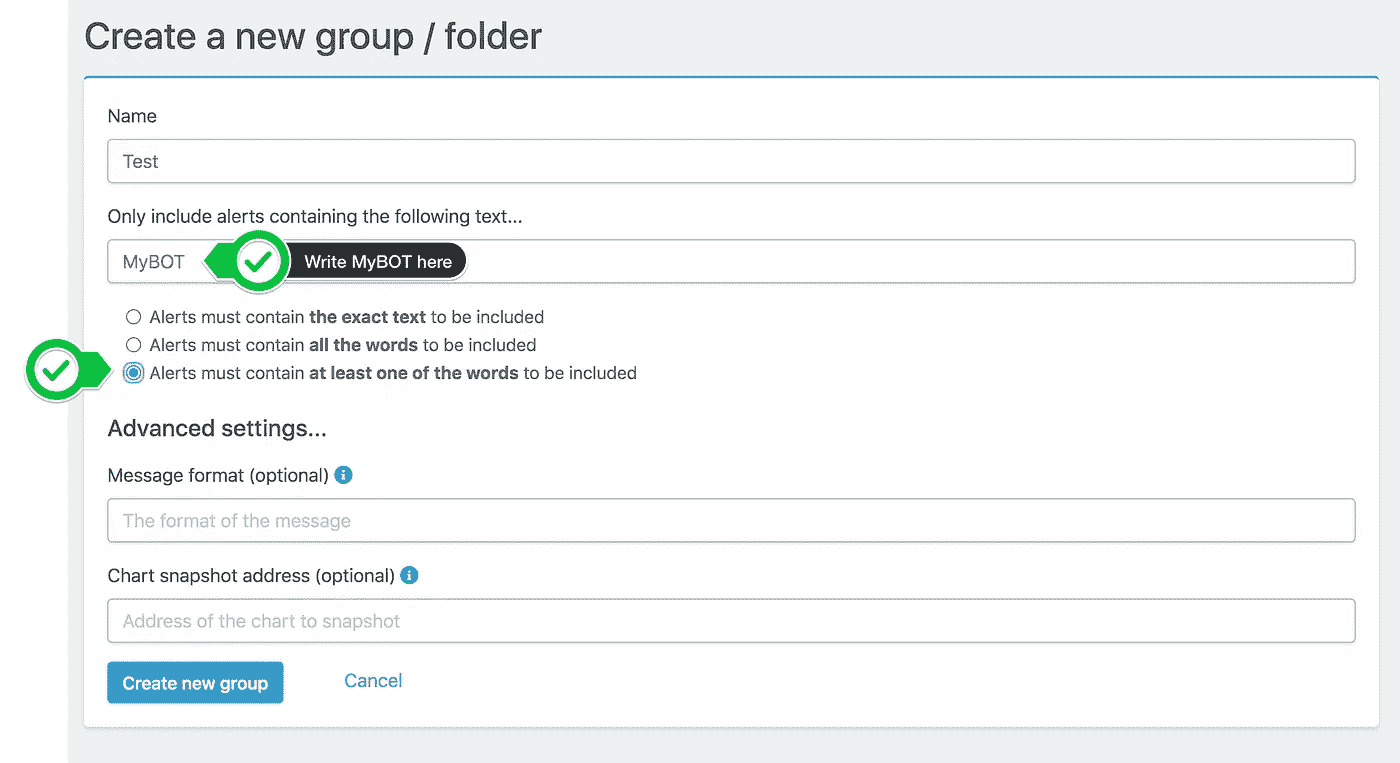 Create a new group / folder
Name
Test
Only include alerts containing the following text...
MyBOT Write MyBOT here
Alerts must contain the exact text to be included
Alerts must contain all the words to be included
Alerts must contain at least one of the words to be included
Advanced settings...
Message format (optional) i
The format of the message
Chart snapshot address (optional) i
Address of the chart to snapshot
Create new group Cancel